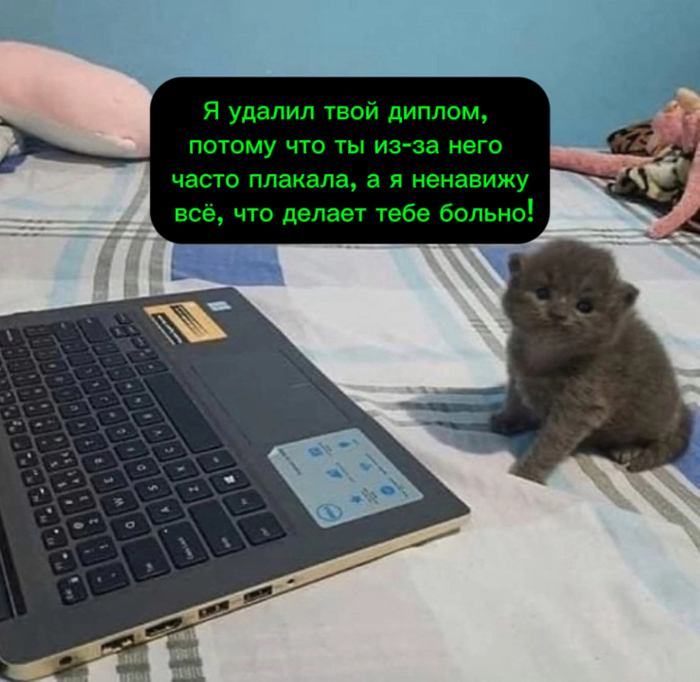 Я удалил твой диплом,
потому что ты из-за него
часто плакала, а я ненавижу
всё, что делает тебе больно!